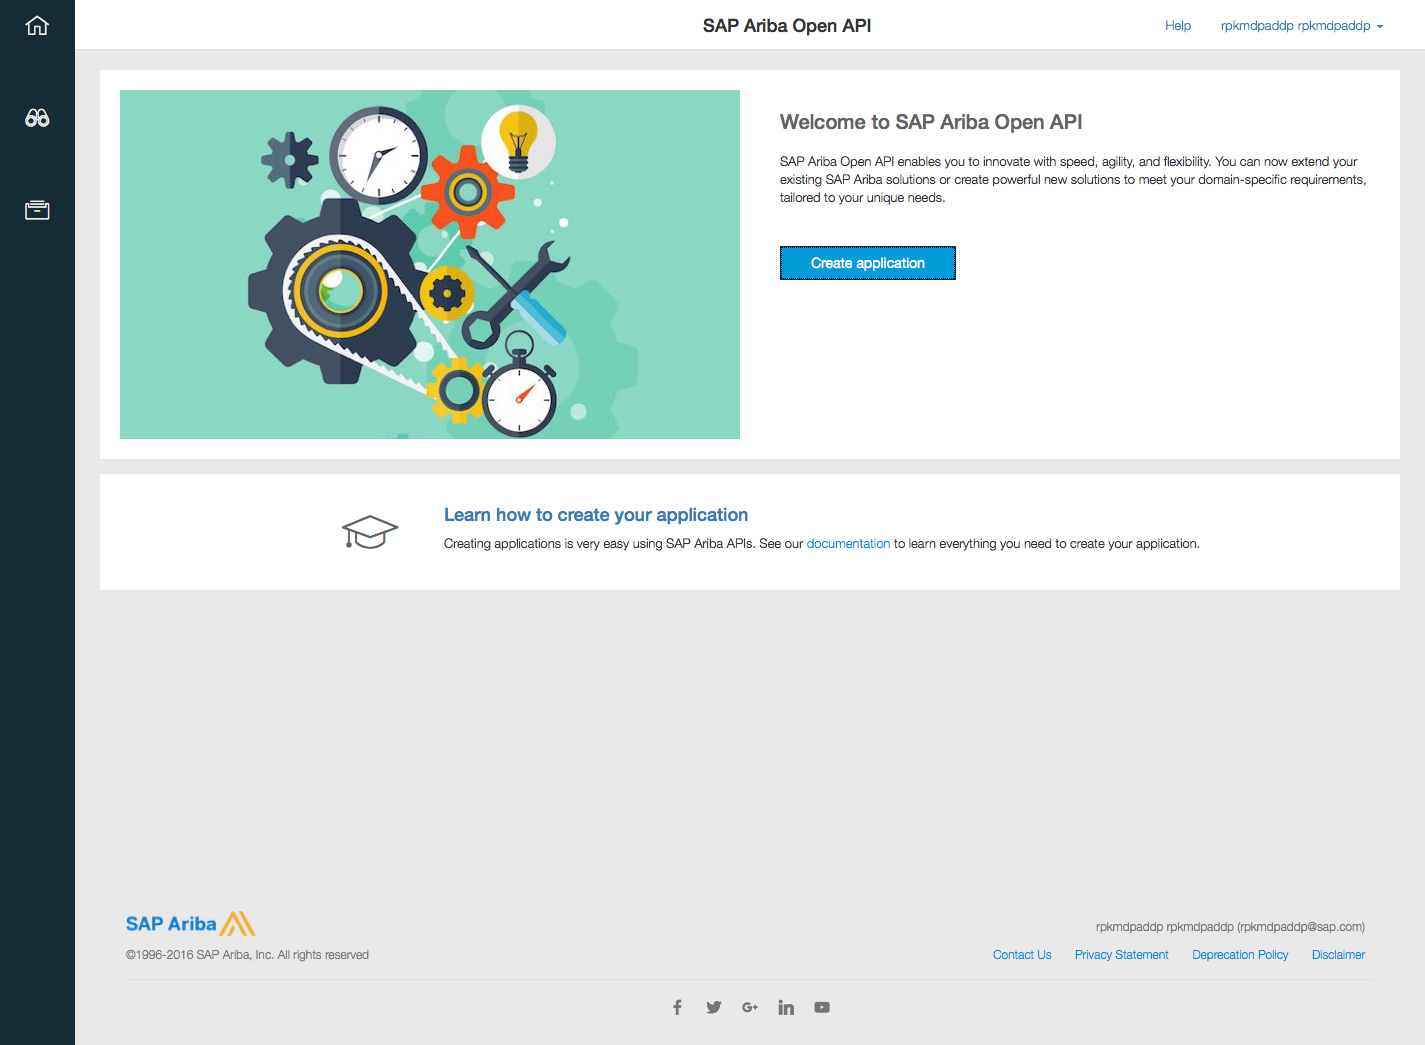 SAP Ariba Open API
Help
rpkmdpaddp rpkmdpaddp
Welcome to SAP Ariba Open API
SAP Ariba Open API enables you to innovate with speed, agility, and flexibility. You can now extend your
existing SAP Ariba solutions or create powerful new solutions to meet your domain-specific requirements,
tailored to your unique needs.
Create application
Learn how to create your application
Creating applications is very easy using SAP Ariba APIs. See our documentation to learn everything you need to create your application.
SAP Ariba
rpkmdpaddp rpkmdpaddp (rpkmdpaddp@sap.com)
©1996-2016 SAP Ariba, Inc. All rights reserved
Contact Us Privacy Statement Deprecation Policy Disclaimer